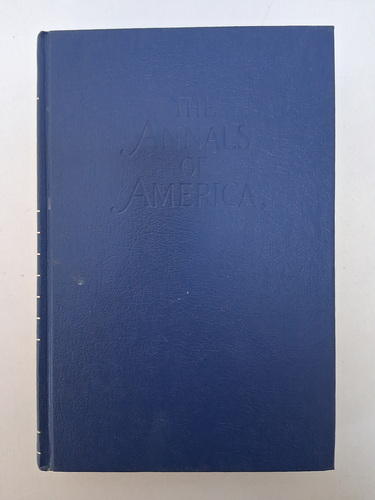 THE
ANNALS
OF
AMERICA